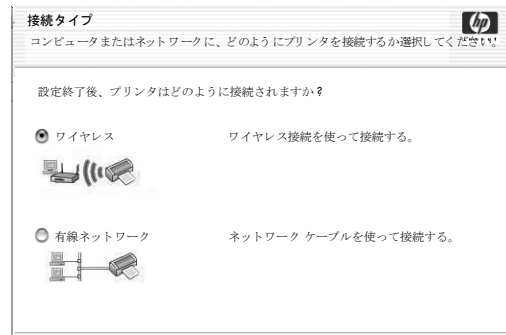 接続タイプ
コンピュータまたはネットワークに、どのようにプリンタを接続するか選択してください。
設定終了後、プリンタはどのように接続されますか?
ワイヤレス ワイヤレス接続を使って接続する。
有線ネットワーク ネットワーク ケーブルを使って接続する。
hp